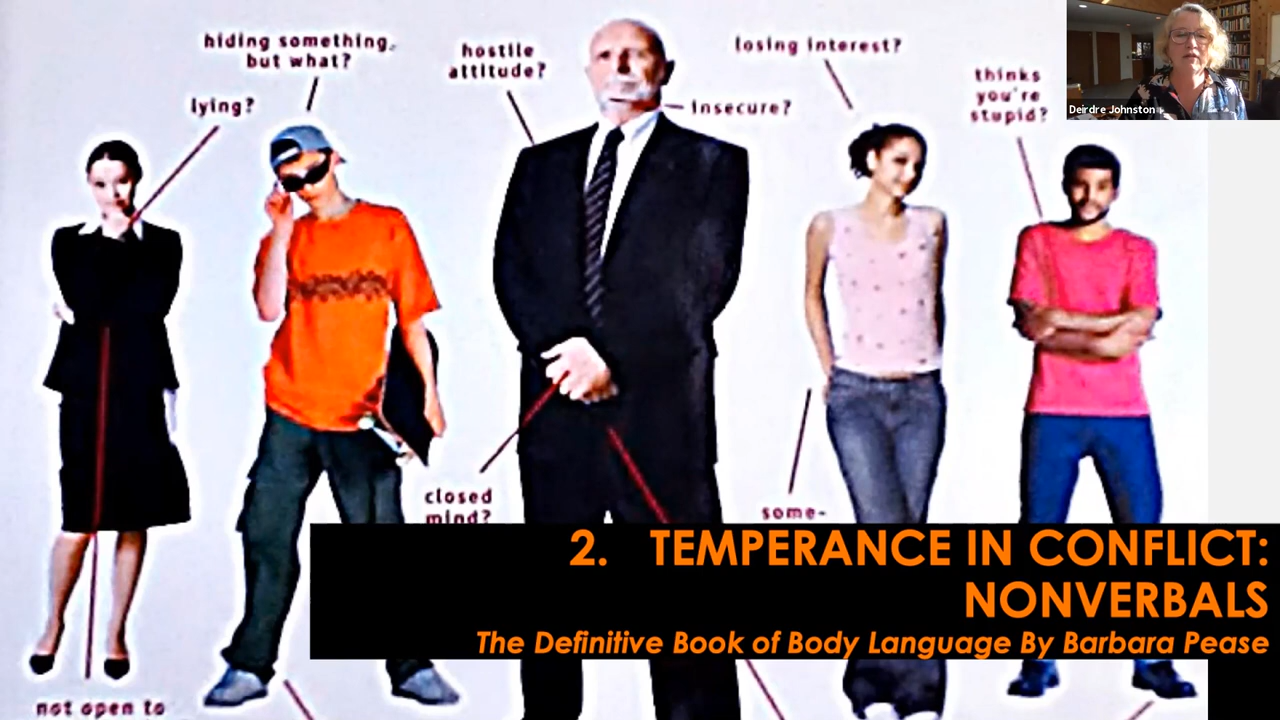 hiding something,
but what?
lying?
hostile
attitude?
insecure?
losing interest?
thinks
you're
stupid?
Deirdre Johnston
closed
mind?
some-
2. TEMPERANCE IN CONFLICT:
NONVERBALS
The Definitive Book of Body Language By Barbara Pease
not open to